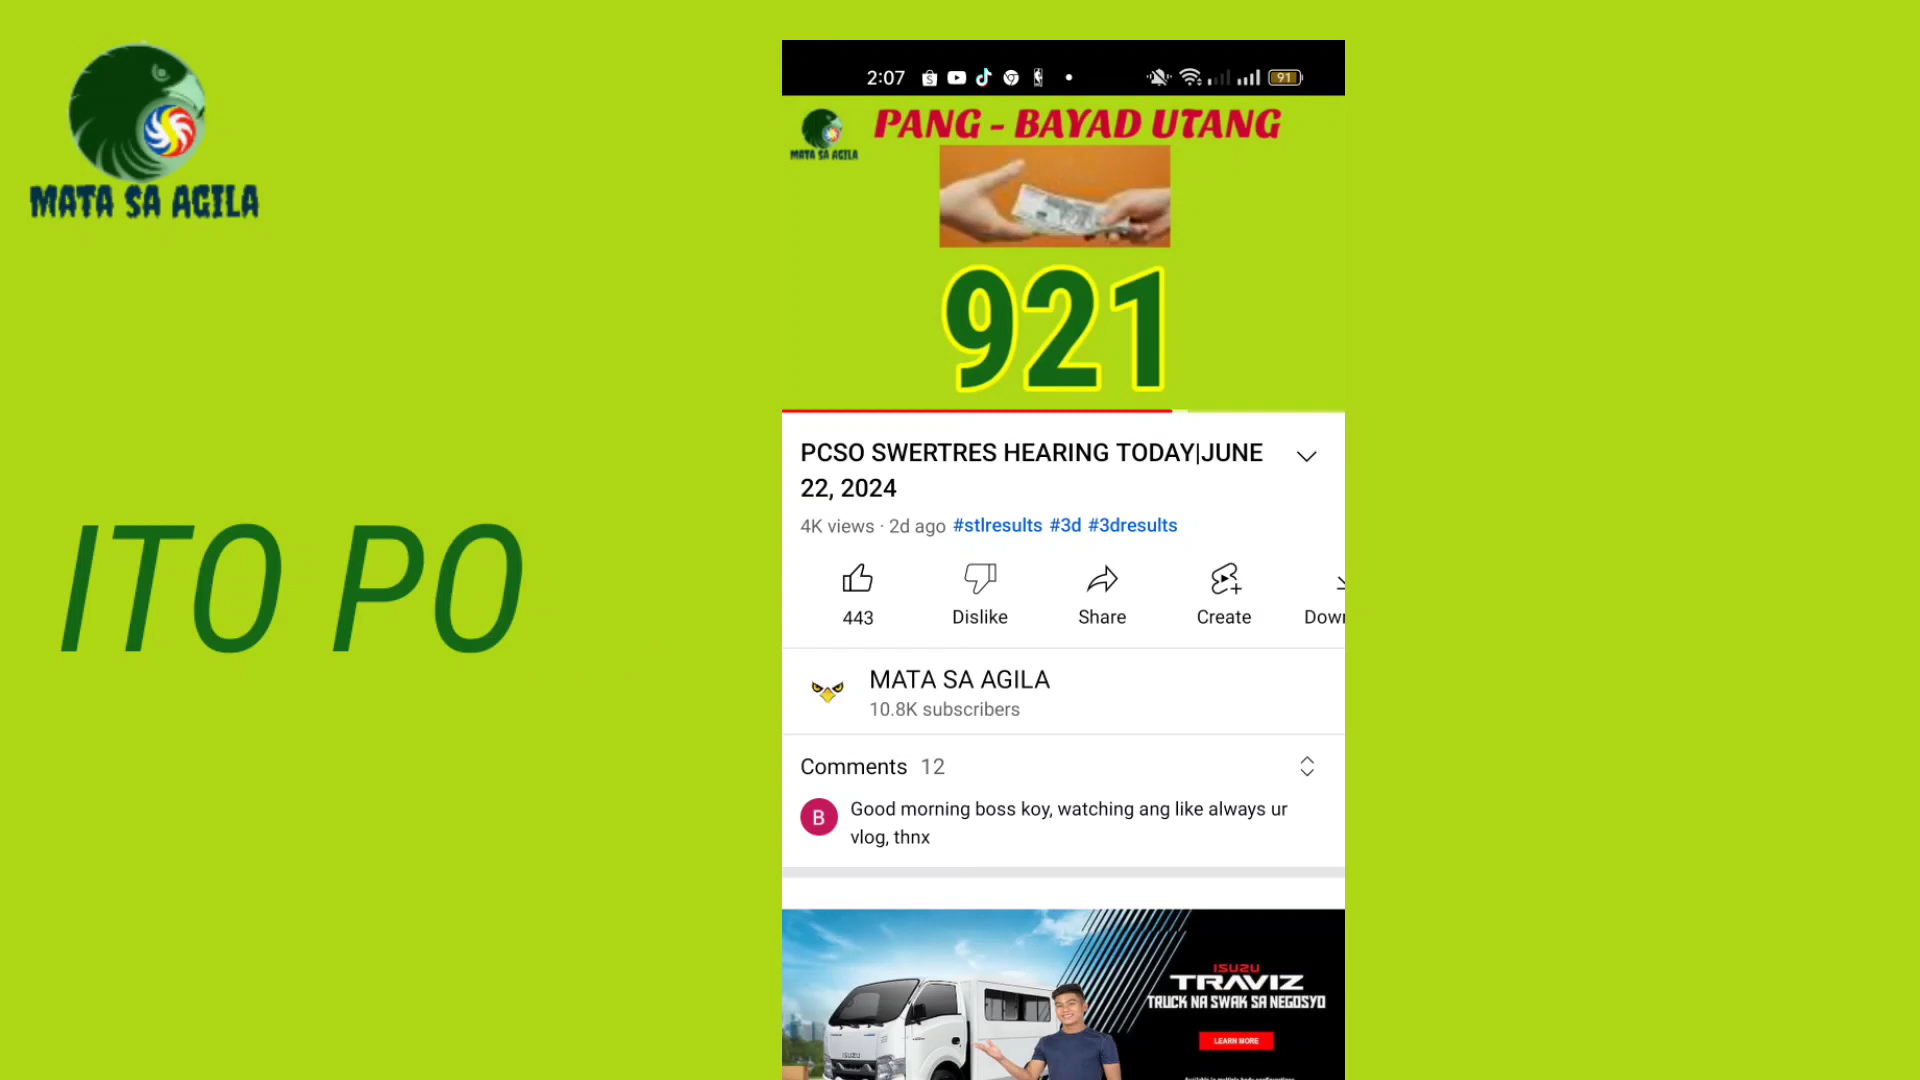 MATA SA AGILA
ITO PO
2:07
91
MATA SA AGILA
PANG - BAYAD UTANG
921
PCSO SWERTRES HEARING TODAY|JUNE
22, 2024
4K views · 2d ago #stlresults #3d #3dresults
443 Dislike Share Create Dow
MATA SA AGILA
10.8K subscribers
Comments 12
B
Good morning boss koy, watching ang like always ur
vlog, thnx
ISUZU
TRAVIZ
TRUCK NA SWAK SA NEGOSYO
LEARN MORE
ISUZU